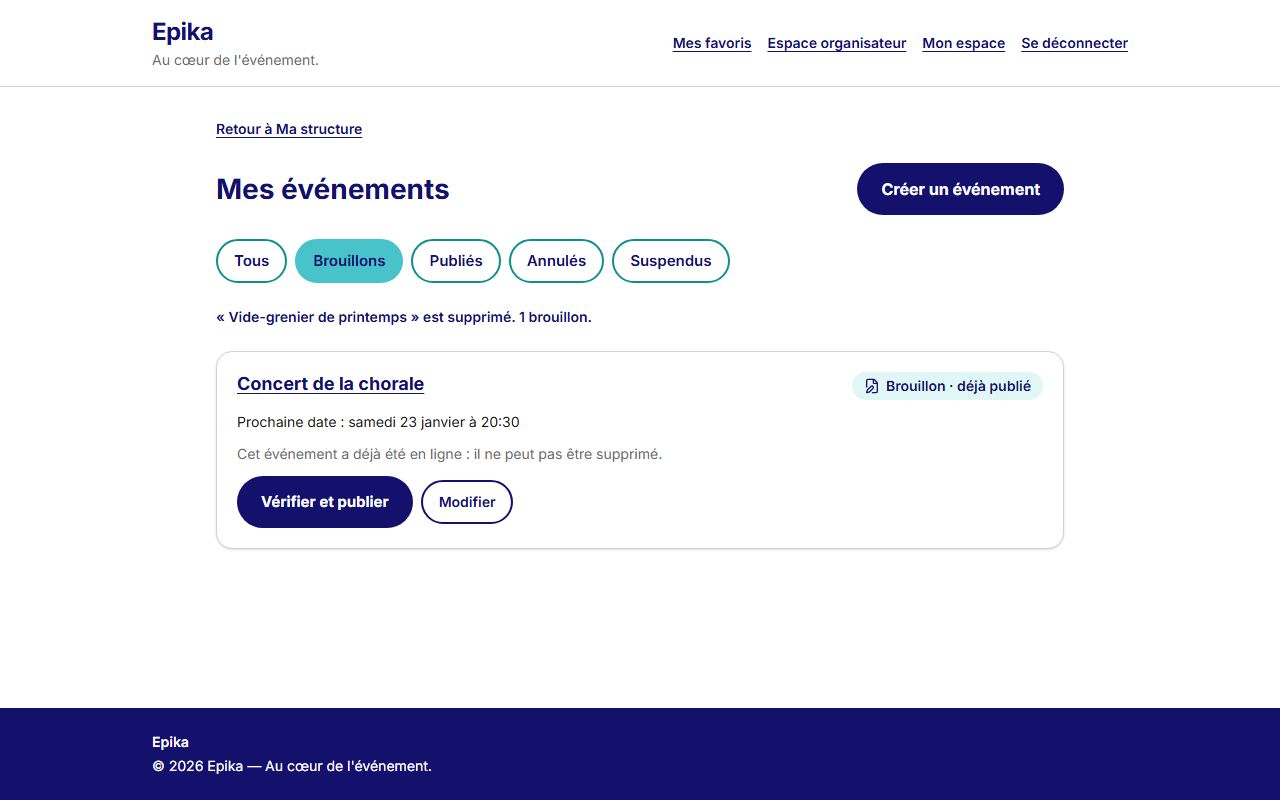 Epika
Au cœur de l'événement.
Mes favoris Espace organisateur Mon espace Se déconnecter
Retour à Ma structure
Mes événements
Créer un événement
Tous Brouillons Publiés Annulés Suspendus
« Vide-grenier de printemps » est supprimé. 1 brouillon.
Concert de la chorale
Brouillon · déjà publié
Prochaine date : samedi 23 janvier à 20:30
Cet événement a déjà été en ligne : il ne peut pas être supprimé.
Vérifier et publier Modifier
Epika
© 2026 Epika — Au cœur de l'événement.